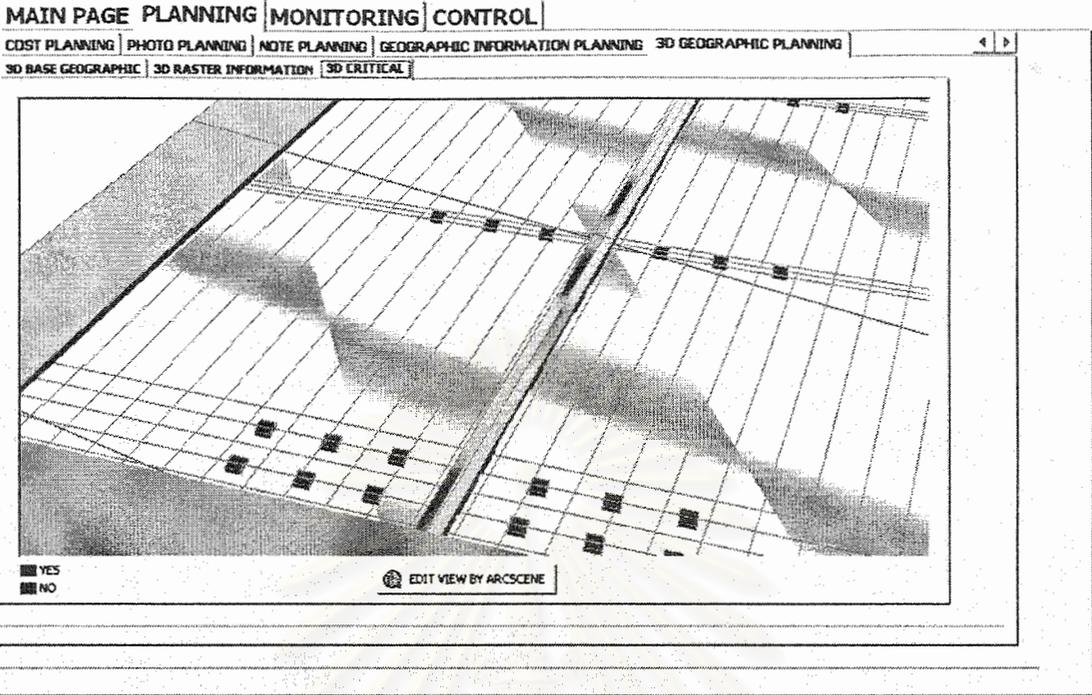 MAIN PAGE PLANNING MONITORING CONTROL
COST PLANNING PHOTO PLANNING NOTE PLANNING GEOGRAPHIC INFORMATION PLANNING 3D GEOGRAPHIC PLANNING
3D BASE GEOGRAPHIC 3D RASTER INFORMATION 3D CRITICAL
YES
NO
EDIT VIEW BY ARCSCENE